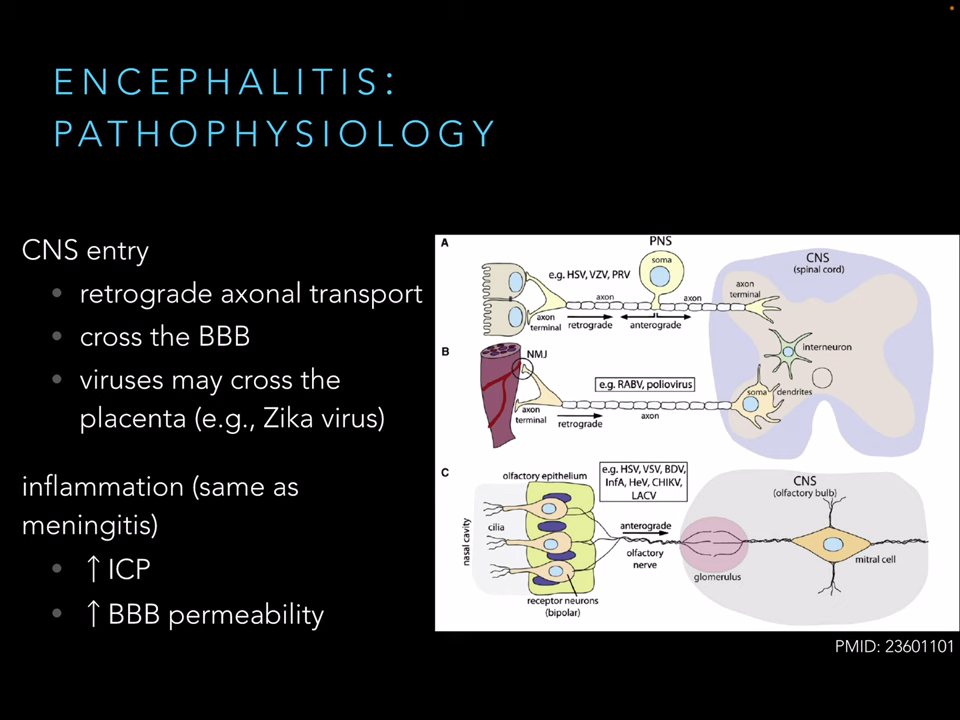 ENCEPHALITIS:
PATHOPHYSIOLOGY
CNS entry
• retrograde axonal transport
• cross the BBB
• viruses may cross the
placenta (e.g., Zika virus)
inflammation (same as
meningitis)
• ↑ ICP
• ↑ BBB permeability
A
PNS
soma
e.g. HSV, VZV, PRV
axon
axon
axon
terminal
retrograde
anterograde
CNS
(spinal cord)
axon
terminal
interneuron
B
NMJ
e.g. RABV, poliovirus
axon
terminal
retrograde
axon
soma
dendrites
C
olfactory epithelium
e.g. HSV, VSV, BDV,
InfA, HeV, CHIKV,
LACV
CNS
(olfactory bulb)
nasal cavity
cilia
anterograde
olfactory
nerve
glomerulus
mitral cell
receptor neurons
(bipolar)
PMID: 23601101